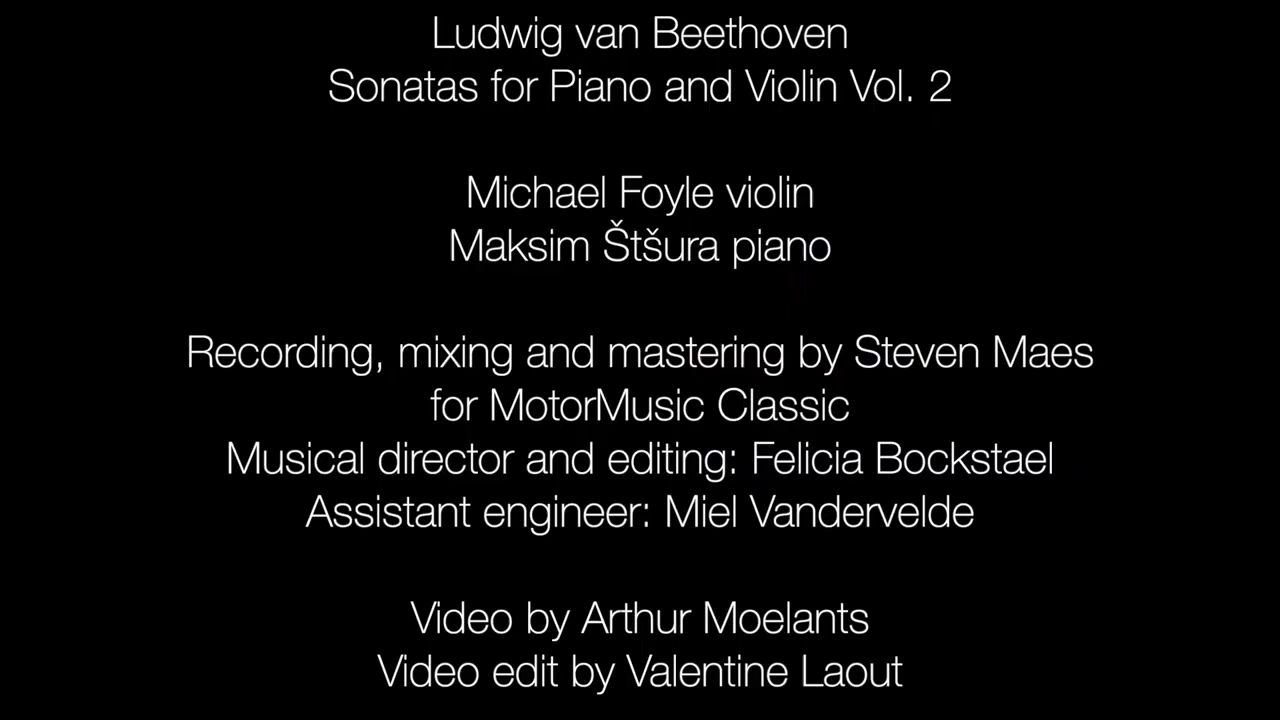 Ludwig van Beethoven
Sonatas for Piano and Violin Vol. 2
Michael Foyle violin
Maksim Štšura piano
Recording, mixing and mastering by Steven Maes
for MotorMusic Classic
Musical director and editing: Felicia Bockstael
Assistant engineer: Miel Vandervelde
Video by Arthur Moelants
Video edit by Valentine Laout